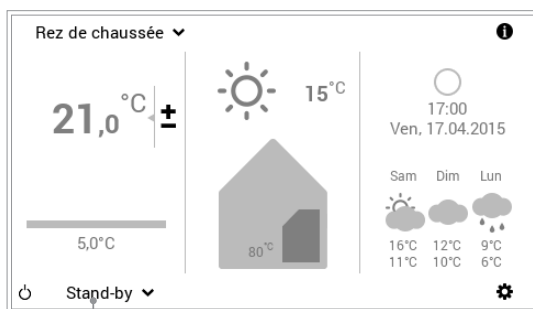 Rez de chaussée
21,0 °C ±
5,0°C
Stand-by
15°C
80°C
17:00
Ven, 17.04.2015
Sam Dim Lun
16°C 12°C 9°C
11°C 10°C 6°C